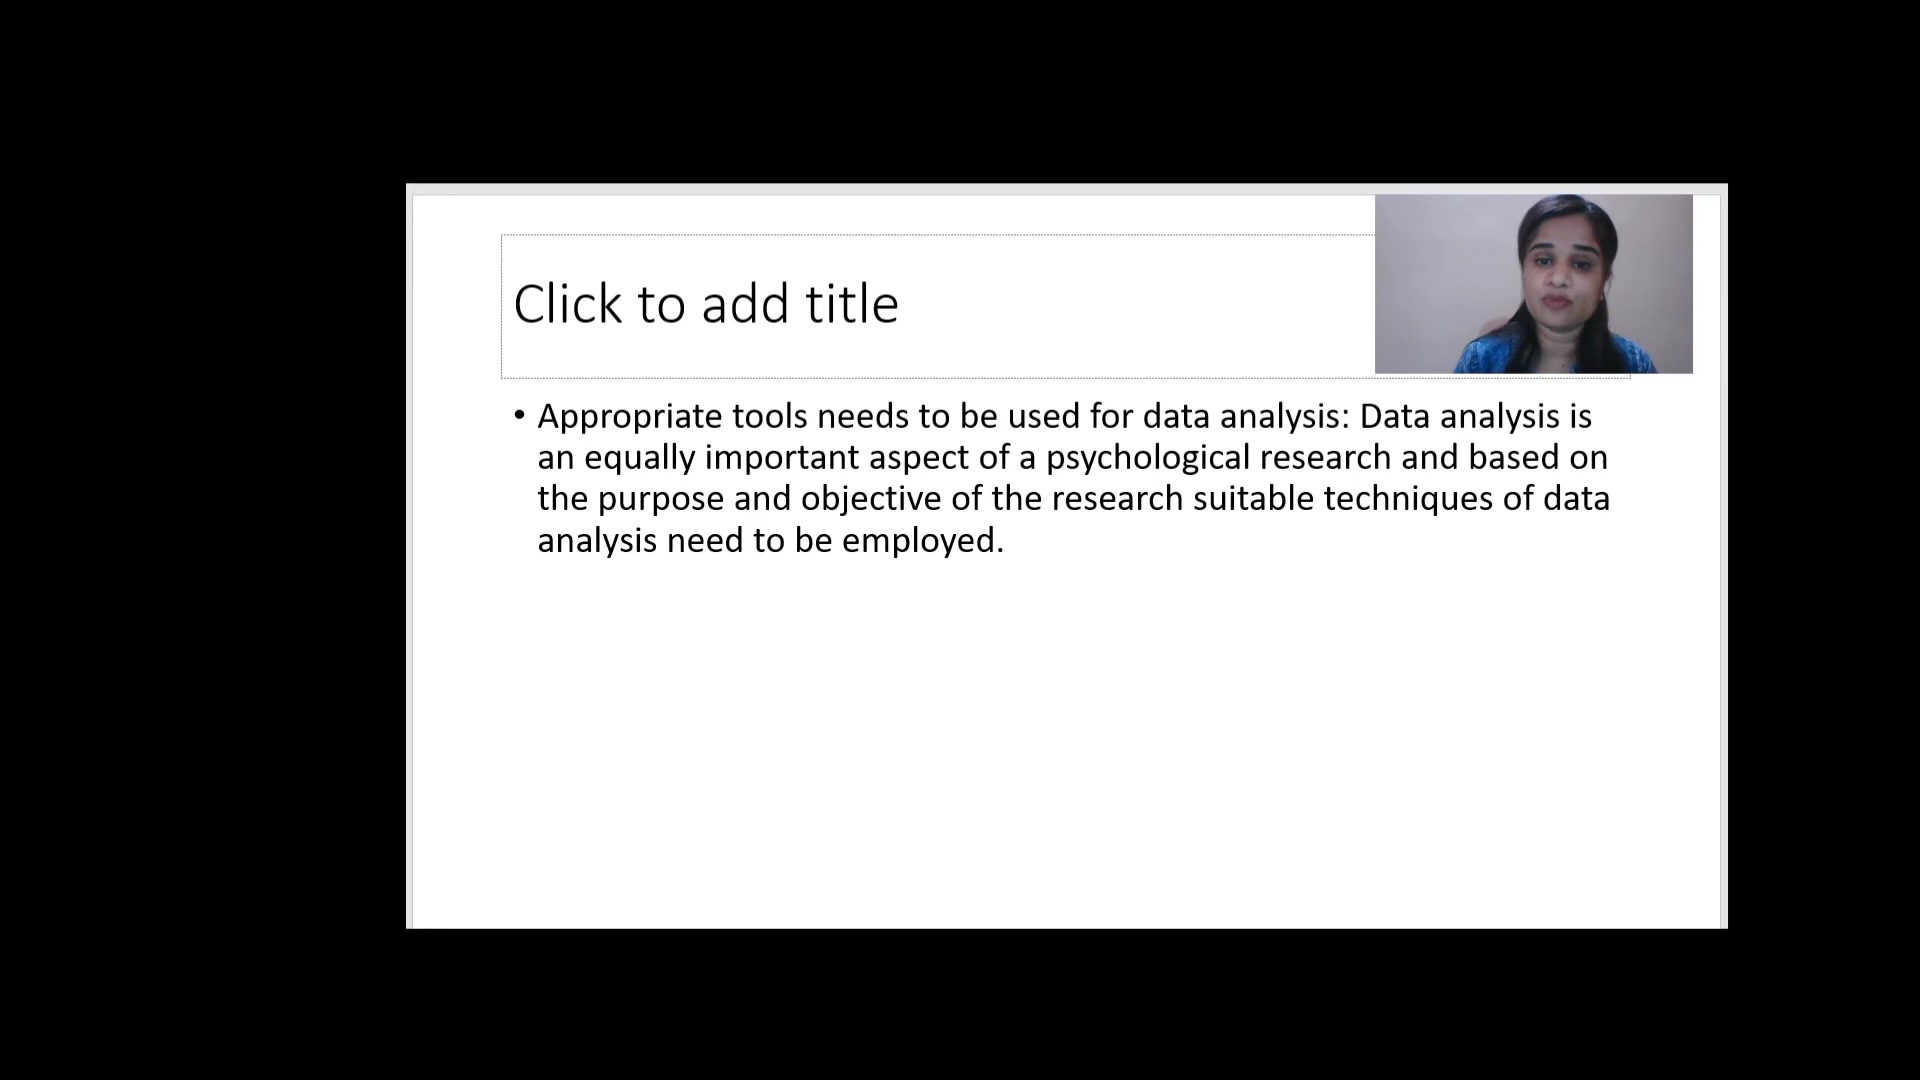 Click to add title
• Appropriate tools needs to be used for data analysis: Data analysis is
an equally important aspect of a psychological research and based on
the purpose and objective of the research suitable techniques of data
analysis need to be employed.